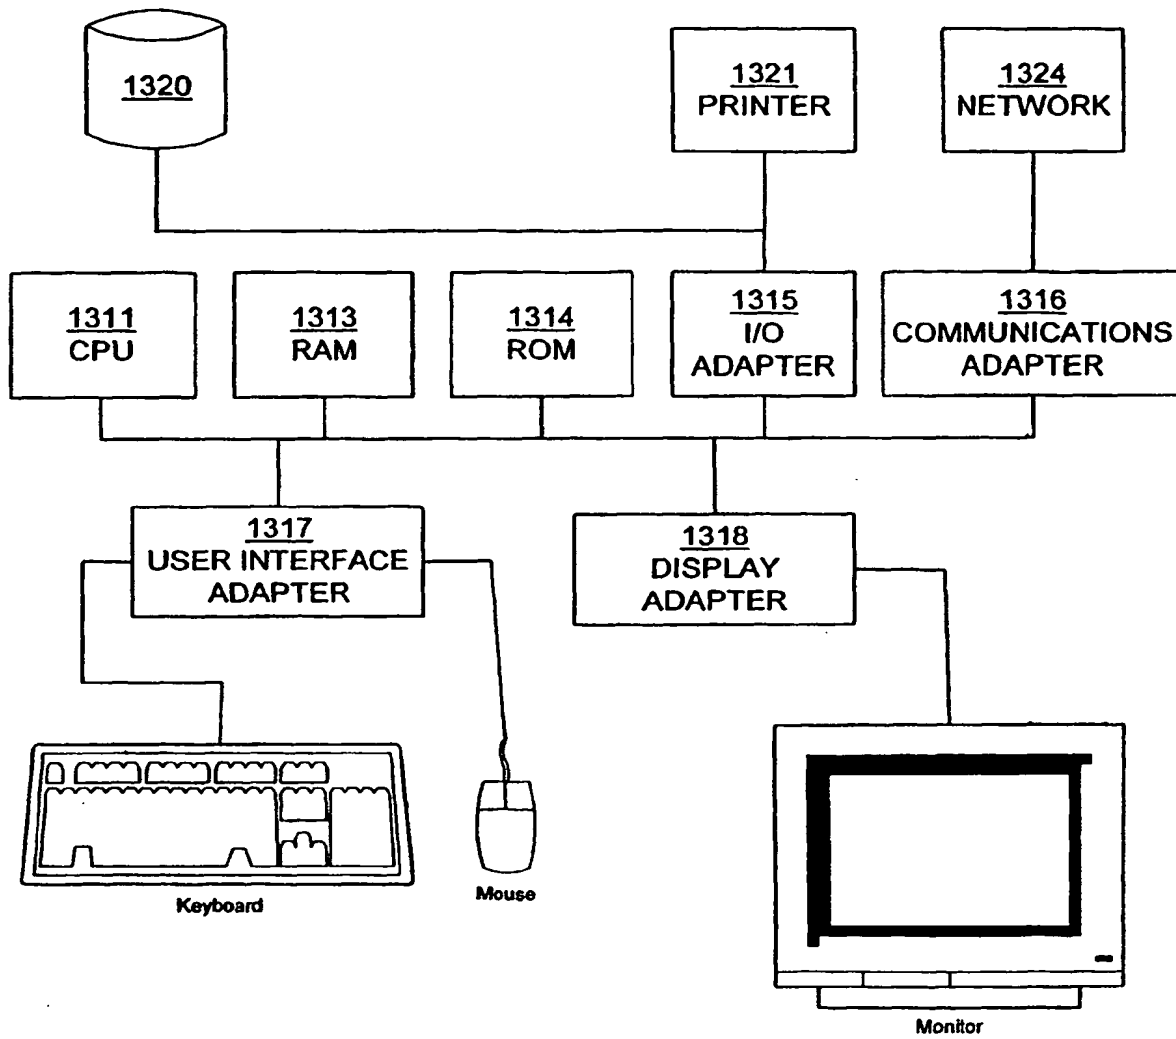 1320
1321
PRINTER
1324
NETWORK
1311
CPU
1313
RAM
1314
ROM
1315
I/O
ADAPTER
1316
COMMUNICATIONS
ADAPTER
1317
USER INTERFACE
ADAPTER
1318
DISPLAY
ADAPTER
Keyboard
Mouse
Monitor